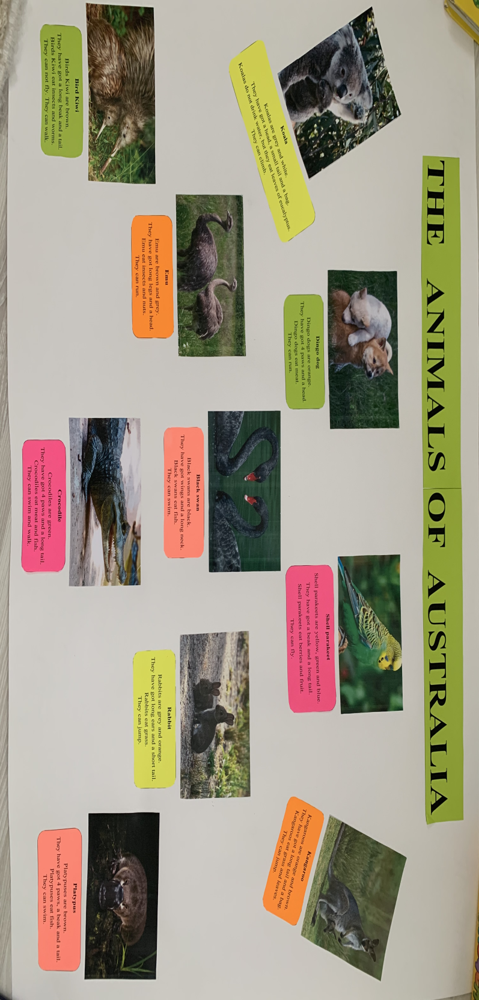 THE ANIMALS OF AUSTRALIA
Koala
Koalas are grey and white.
They have got a head, a small tail and a bag.
Koalas do not drink water, but they eat leaves of eucalyptus.
They can climb.
Dingo dog
Dingo dogs are orange.
They have got 4 paws and a head.
Dingo dogs eat meat.
They can run.
Shell parakeet
Shell parakeets are yellow, green and blue.
They have got a beak and a long tail.
Shell parakeets eat berries and fruit.
They can fly.
Kangaroo
Kangaroos are orange and brown.
They have got a long tail and a bag.
Kangaroos eat grass and leaves.
They can jump.
Emu
Emu are brown and grey.
They have got long legs and a head.
Emu eat insects and nuts.
They can run.
Black swan
Black swans are black.
They have got wings and a long neck.
Black swans eat fish.
They can swim.
Rabbit
Rabbits are grey and orange.
They have got long ears and a short tail.
Rabbits eat grass.
They can jump.
Bird Kiwi
Birds Kiwi are brown.
They have got a long beak and a tail.
Birds Kiwi eat insects and worms.
They can not fly. They can walk.
Crocodile
Crocodiles are green.
They have got 4 paws and a long tail.
Crocodiles eat meat and fish.
They can swim and walk.
Platypus
Platypuses are brown.
They have got 4 paws, a beak and a tail.
Platypuses eat fish.
They can swim.